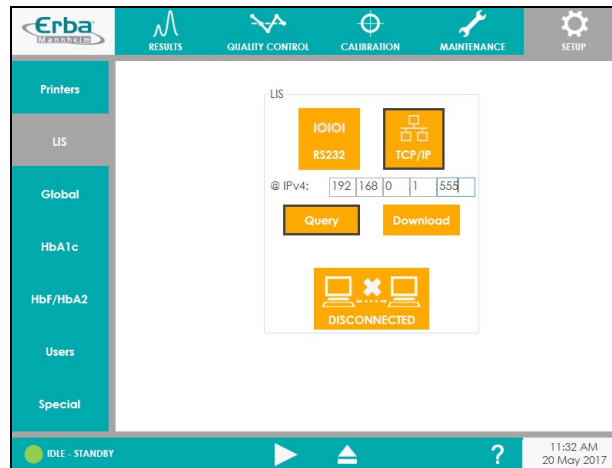 Erba
Mannheim
RESULTS
QUALITY CONTROL
CALIBRATION
MAINTENANCE
SETUP
Printers
LIS
Global
HbA1c
HbF/HbA2
Users
Special
LIS
IOIOI
RS232
TCP/IP
@ IPv4: 192 168 0 1 :555
Query
Download
DISCONNECTED
IDLE - STANDBY
?
11:32 AM
20 May 2017